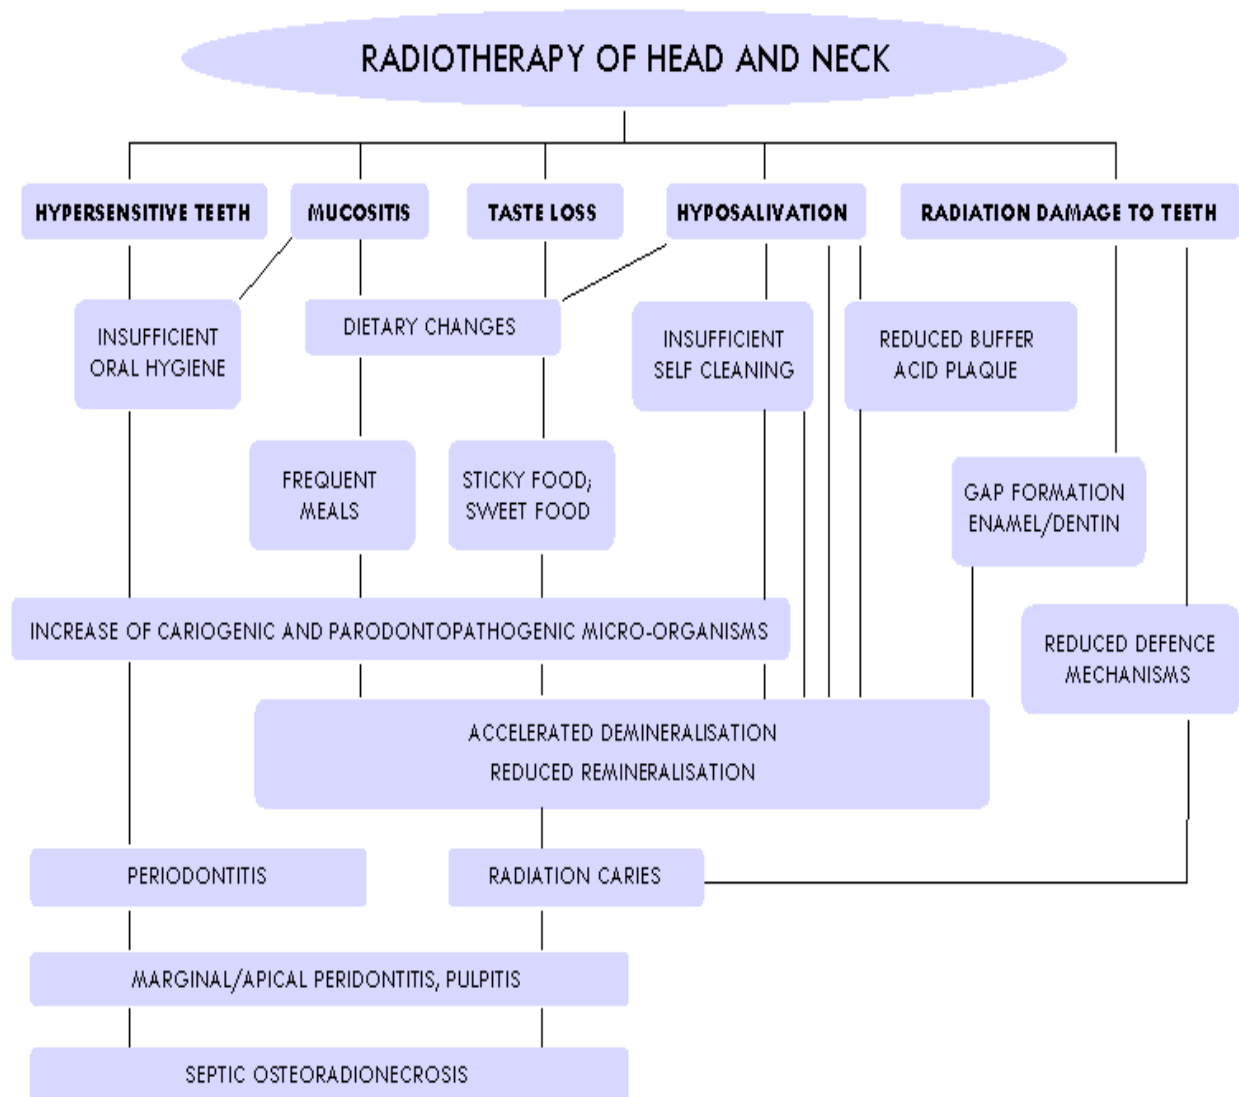 RADIOTHERAPY OF HEAD AND NECK
HYPERSENSITIVE TEETH
MUCOSITIS
TASTE LOSS
HYPOSALIVATION
RADIATION DAMAGE TO TEETH
INSUFFICIENT
ORAL HYGIENE
DIETARY CHANGES
INSUFFICIENT
SELF CLEANING
REDUCED BUFFER
ACID PLAQUE
FREQUENT
MEALS
STICKY FOOD;
SWEET FOOD
GAP FORMATION
ENAMEL/DENTIN
INCREASE OF CARIOGENIC AND PARODONTOPATHOGENIC MICRO-ORGANISMS
REDUCED DEFENCE
MECHANISMS
ACCELERATED DEMINERALISATION
REDUCED REMINERALISATION
PERIODONTITIS
RADIATION CARIES
MARGINAL/APICAL PERIDONTITIS, PULPITIS
SEPTIC OSTEORADIONECROSIS